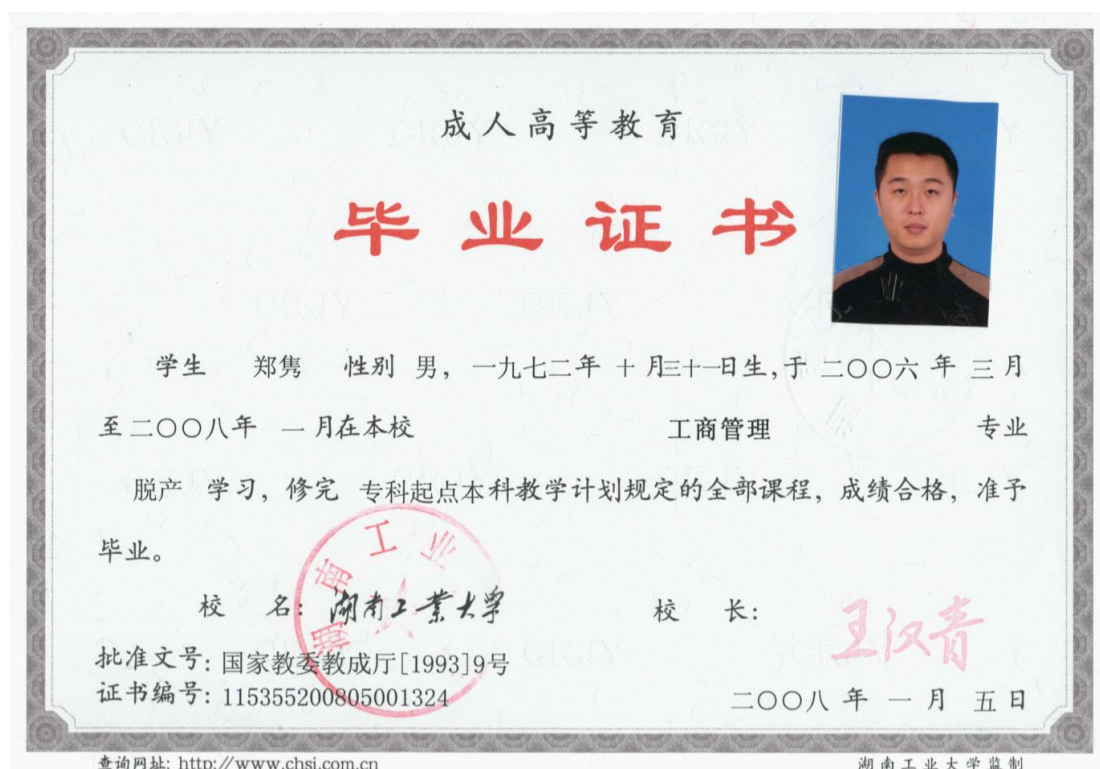 成人高等教育
毕业证书
学生 郑隽 性别 男，一九七二年 十 月三十一日生，于 二〇〇六 年 三 月
至二〇〇八年 一 月在本校 工商管理 专业
脱产 学习，修完 专科起点本科教学计划规定的全部课程，成绩合格，准予
毕业。
校 名：湖南工业大学 校 长：王汉青
批准文号：国家教委教成厅[1993]9号
证书编号：115355200805001324
二〇〇八 年 一 月 五 日
查询网址：http://www.chsi.com.cn 湖南工业大学监制